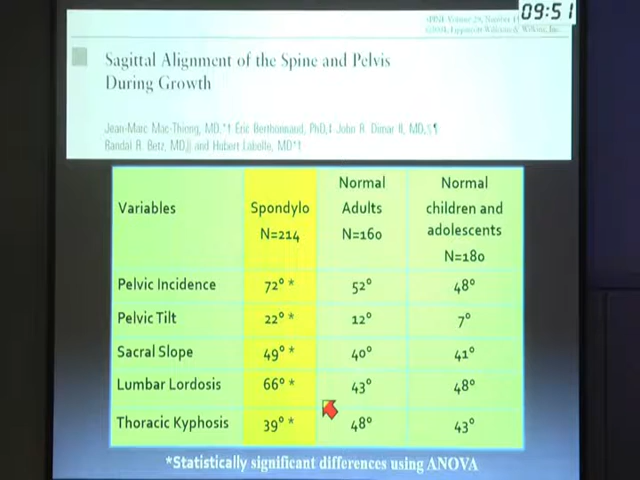 09:51
Sagittal Alignment of the Spine and Pelvis
During Growth
Jean-Marc Mac-Thiong, MD,*† Éric Berthonnaud, PhD,‡ John R. Dimar II, MD,§¶
Randal R. Betz, MD,|| and Hubert Labelle, MD*†
Variables Spondylo N=214 Normal Adults N=160 Normal children and adolescents N=180
Pelvic Incidence 72° * 52° 48°
Pelvic Tilt 22° * 12° 7°
Sacral Slope 49° * 40° 41°
Lumbar Lordosis 66° * 43° 48°
Thoracic Kyphosis 39° * 48° 43°
*Statistically significant differences using ANOVA